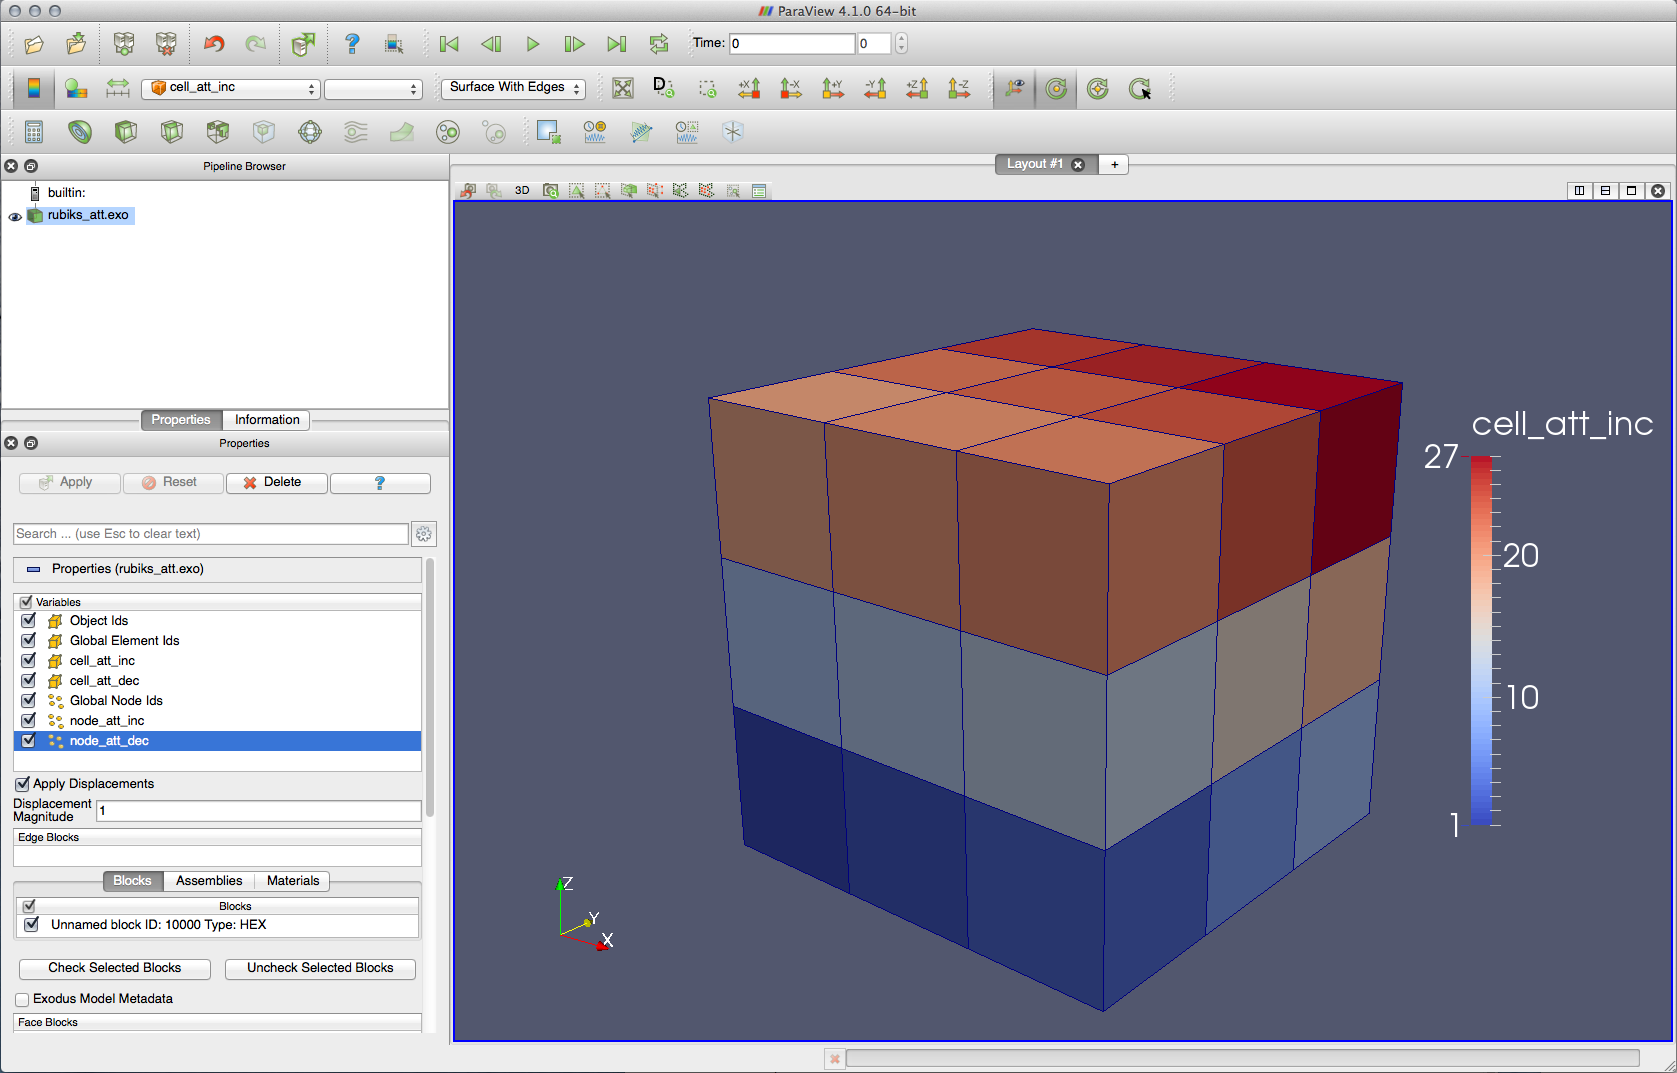 ParaView 4.1.0 64-bit
Time: 0 0
cell_att_inc Surface With Edges
D +X -X +Y -Y +Z -Z
Pipeline Browser
Layout #1 +
builtin:
3D
rubiks_att.exo
Properties Information
Properties
Apply Reset Delete ?
Search ... (use Esc to clear text)
Properties (rubiks_att.exo)
Variables
Object Ids
Global Element Ids
cell_att_inc
cell_att_dec
Global Node Ids
node_att_inc
node_att_dec
Apply Displacements
Displacement
Magnitude 1
Edge Blocks
Blocks Assemblies Materials
Blocks
Unnamed block ID: 10000 Type: HEX
Check Selected Blocks Uncheck Selected Blocks
Exodus Model Metadata
Face Blocks
cell_att_inc
27
20
10
1
Z
Y
X